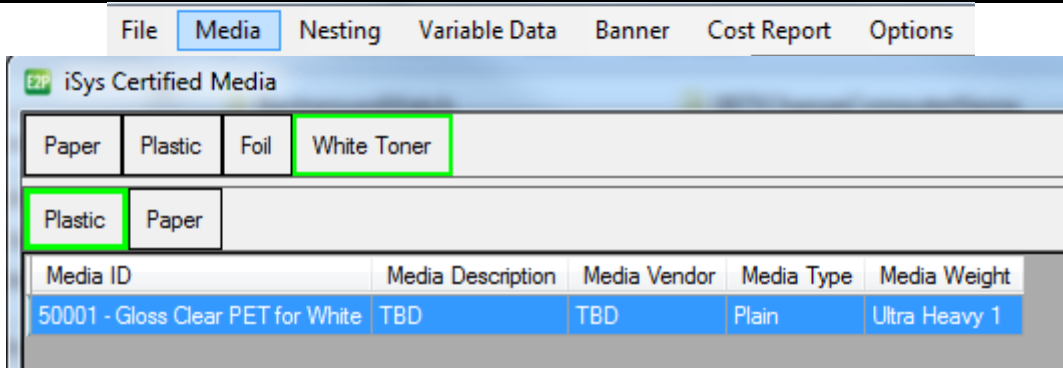 File Media Nesting Variable Data Banner Cost Report Options
E2P iSys Certified Media
Paper Plastic Foil White Toner
Plastic Paper
Media ID Media Description Media Vendor Media Type Media Weight
50001 - Gloss Clear PET for White TBD TBD Plain Ultra Heavy 1